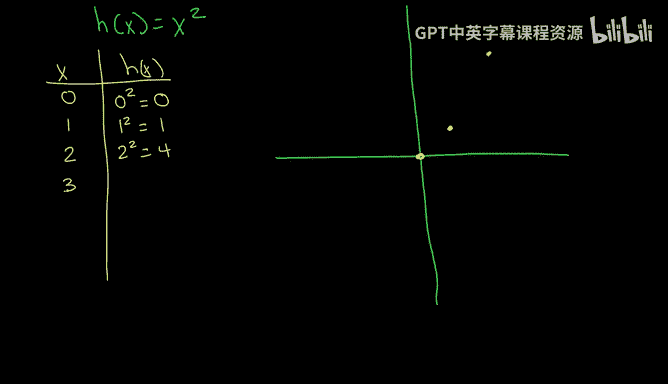 h(x) = x²
GPT中英字幕课程资源 bilibili
x h(x)
0 0² = 0
1 1² = 1
2 2² = 4
3